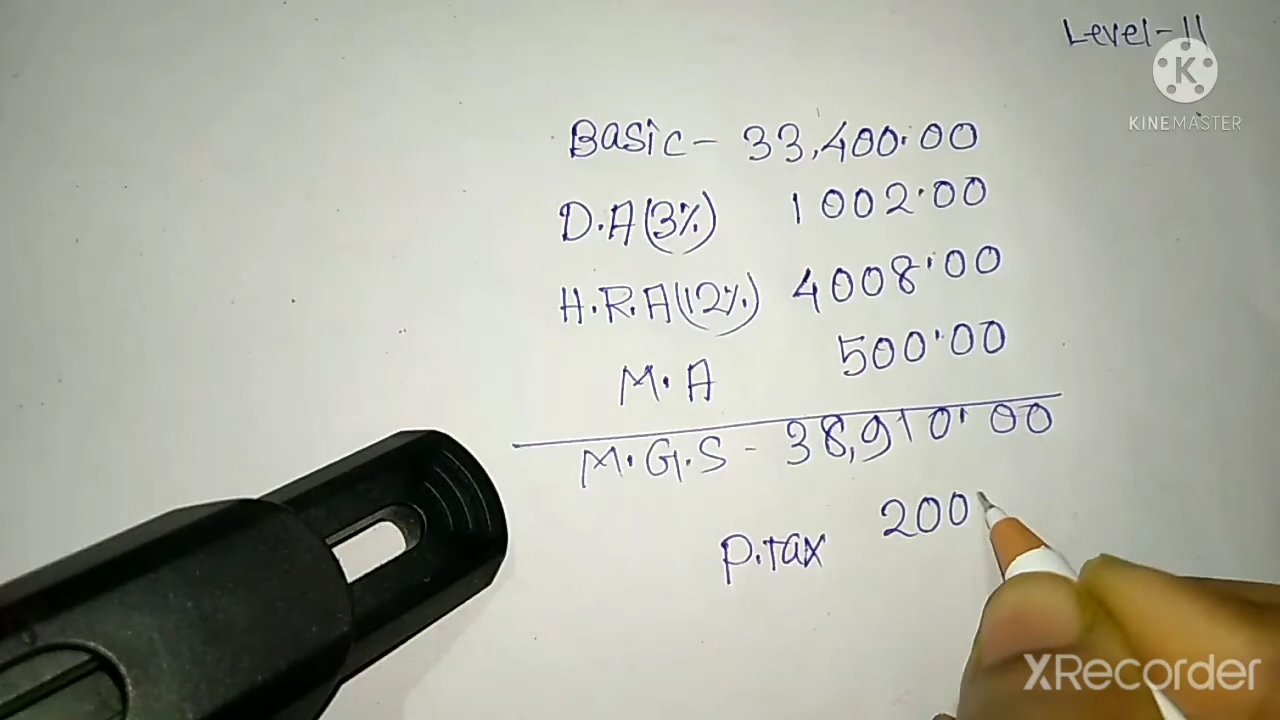 Level-11
K
KINEMASTER
Basic - 33,400.00
D.A (3%) 1002.00
H.R.A (12%) 4008.00
M.A 500.00
M.G.S - 38,910.00
P.tax 200
XRecorder